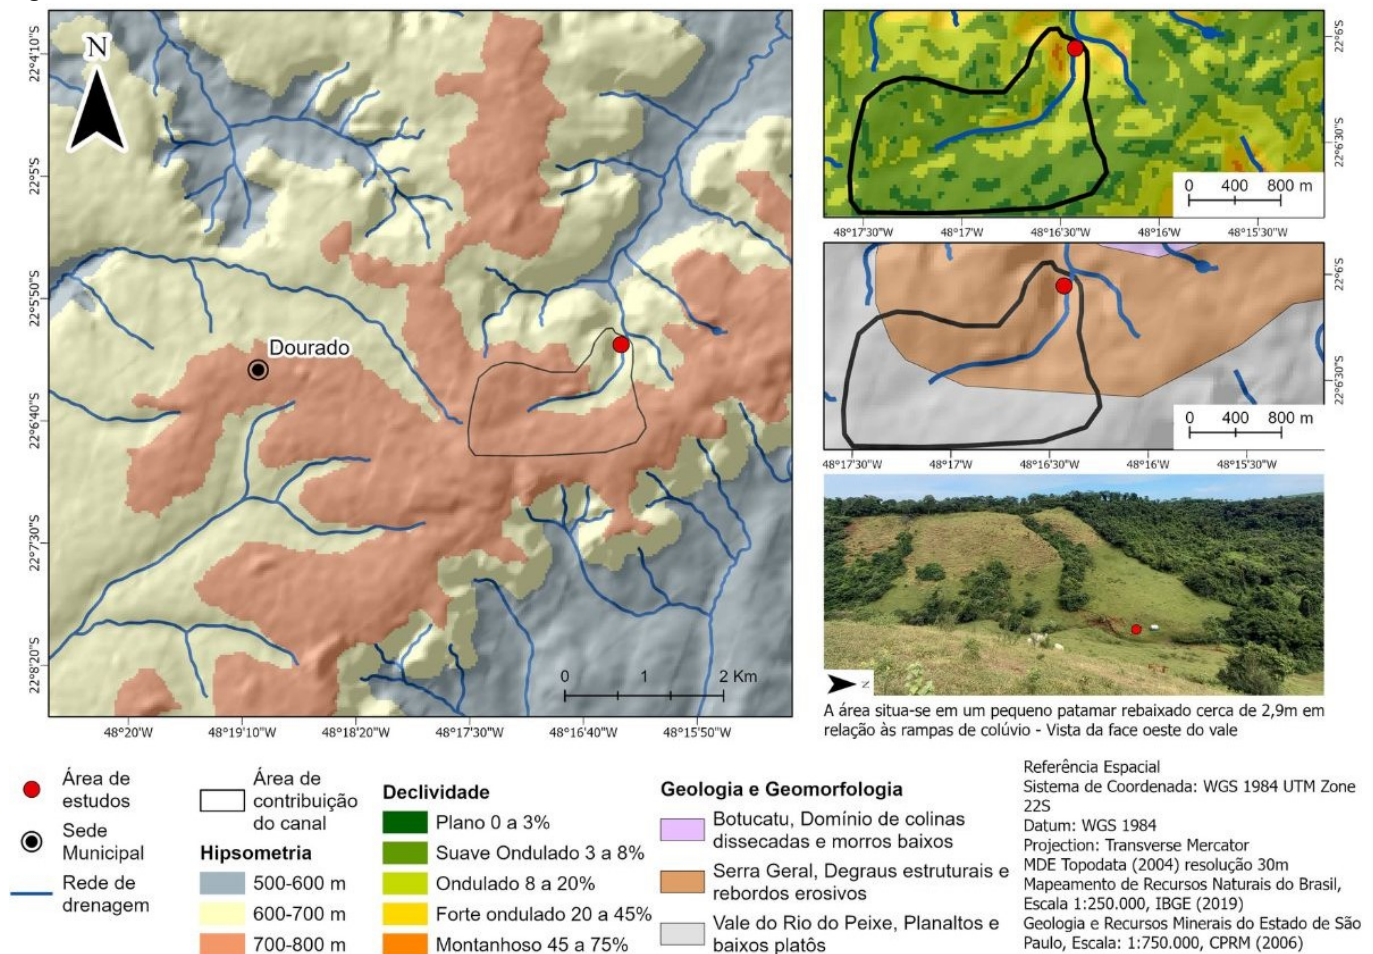 N
22°4'10"S
22°5'S
22°5'50"S
22°6'40"S
22°7'30"S
22°8'20"S
Dourado
0 1 2 Km
48°20'W 48°19'10"W 48°18'20"W 48°17'30"W 48°16'40"W 48°15'50"W
22°6'S
22°6'30"S
0 400 800 m
48°17'30"W 48°17'W 48°16'30"W 48°16'W 48°15'30"W
22°6'S
22°6'30"S
0 400 800 m
48°17'30"W 48°17'W 48°16'30"W 48°16'W 48°15'30"W
N
A área situa-se em um pequeno patamar rebaixado cerca de 2,9m em
relação às rampas de colúvio - Vista da face oeste do vale
Área de
estudos
Sede
Municipal
Rede de
drenagem
Área de
contribuição
do canal
Hipsometria
500-600 m
600-700 m
700-800 m
Declividade
Plano 0 a 3%
Suave Ondulado 3 a 8%
Ondulado 8 a 20%
Forte ondulado 20 a 45%
Montanhoso 45 a 75%
Geologia e Geomorfologia
Botucatu, Domínio de colinas
dissecadas e morros baixos
Serra Geral, Degraus estruturais e
rebordos erosivos
Vale do Rio do Peixe, Planaltos e
baixos platôs
Referência Espacial
Sistema de Coordenada: WGS 1984 UTM Zone
22S
Datum: WGS 1984
Projection: Transverse Mercator
MDE Topodata (2004) resolução 30m
Mapeamento de Recursos Naturais do Brasil,
Escala 1:250.000, IBGE (2019)
Geologia e Recursos Minerais do Estado de São
Paulo, Escala: 1:750.000, CPRM (2006)